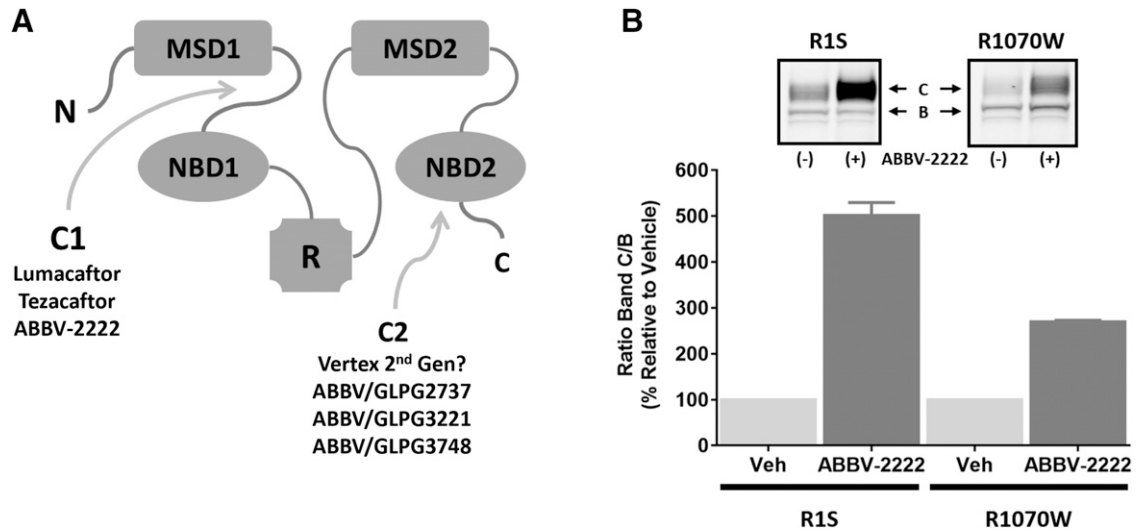 A
MSD1
MSD2
N
NBD1
NBD2
C1
Lumacaftor
Tezacaftor
ABBV-2222
R
C
C2
Vertex 2nd Gen?
ABBV/GLPG2737
ABBV/GLPG3221
ABBV/GLPG3748
B
R1S
R1070W
C
B
(-)
(+)
ABBV-2222
(-)
(+)
Ratio Band C/B
(% Relative to Vehicle)
600
500
400
300
200
100
0
Veh
ABBV-2222
Veh
ABBV-2222
R1S
R1070W